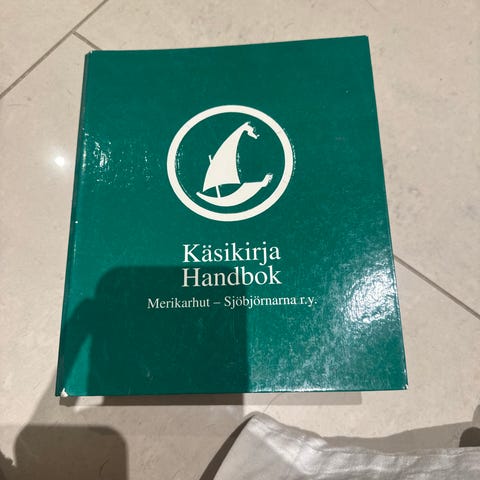 Käsikirja
Handbok
Merikarhut – Sjöbjörnarna r.y.